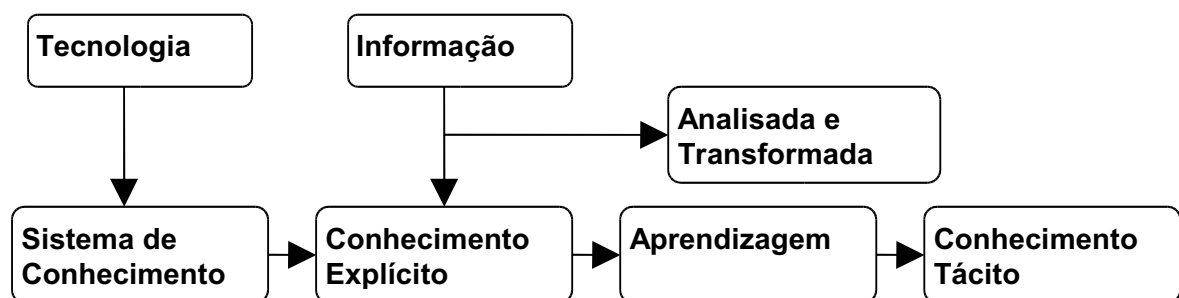 Tecnologia
Informação
Analisada e
Transformada
Sistema de
Conhecimento
Conhecimento
Explícito
Aprendizagem
Conhecimento
Tácito